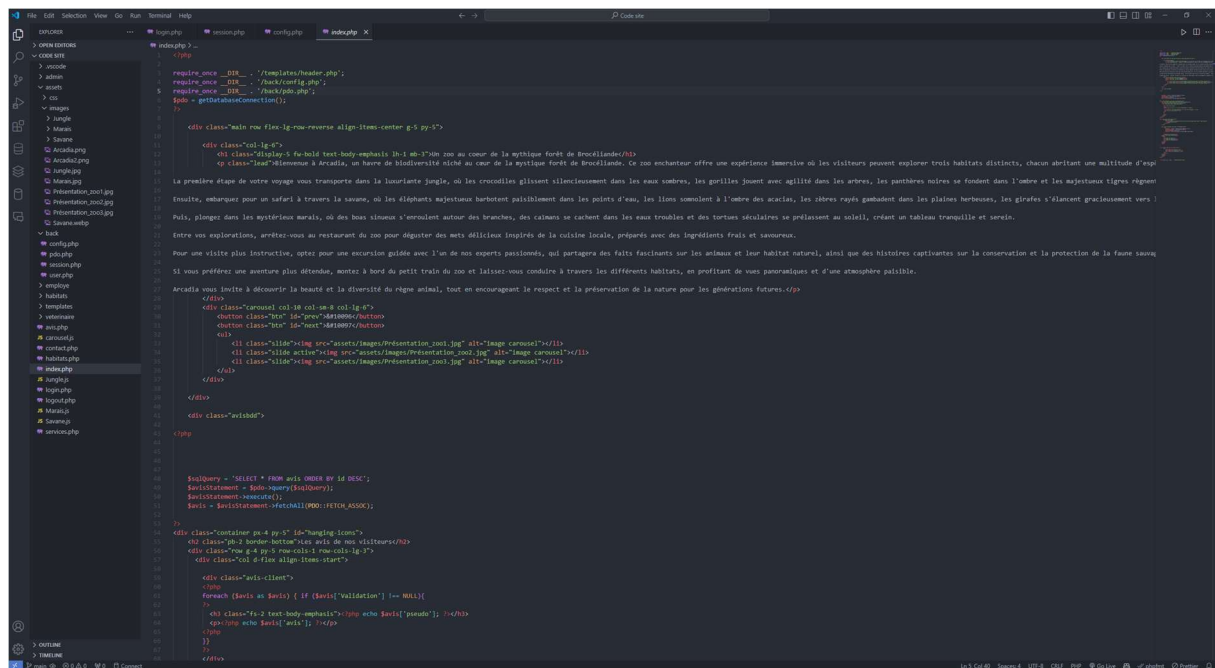 File Edit Selection View Go Run Terminal Help
Code site
EXPLORER
login.php session.php config.php index.php
OPEN EDITORS
index.php > ...
CODE SITE
.vscode
admin
assets
css
images
Jungle
Marais
Savane
Arcadia.png
Arcadia2.png
Jungle.jpg
Marais.jpg
Présentation_zoo1.jpg
Présentation_zoo2.jpg
Présentation_zoo3.jpg
Savane.webp
back
config.php
pdo.php
session.php
user.php
employe
habitats
templates
veterinaire
avis.php
carousel.js
contact.php
habitats.php
index.php
Jungle.js
login.php
logout.php
Marais.js
Savane.js
services.php
OUTLINE
TIMELINE
<?php
require_once __DIR__ . '/templates/header.php';
require_once __DIR__ . '/back/config.php';
require_once __DIR__ . '/back/pdo.php';
$pdo = getDatabaseConnection();
?>
<div class="main row flex-lg-row-reverse align-items-center g-5 py-5">
<div class="col-lg-6">
<h1 class="display-5 fw-bold text-body-emphasis lh-1 mb-3">Un zoo au coeur de la mythique forêt de Brocéliande</h1>
<p class="lead">Bienvenue à Arcadia, un havre de biodiversité niché au cœur de la mystique forêt de Brocéliande. Ce zoo enchanteur offre une expérience immersive où les visiteurs peuvent explorer trois habitats distincts, chacun abritant une multitude d'espè
La première étape de votre voyage vous transporte dans la luxuriante jungle, où les crocodiles glissent silencieusement dans les eaux sombres, les gorilles jouent avec agilité dans les arbres, les panthères noires se fondent dans l'ombre et les majestueux tigres règnent
Ensuite, embarquez pour un safari à travers la savane, où les éléphants majestueux barbotent paisiblement dans les points d'eau, les lions somnolent à l'ombre des acacias, les zèbres rayés gambadent dans les plaines herbeuses, les girafes s'élancent gracieusement vers
Puis, plongez dans les mystérieux marais, où des boas sinueux s'enroulent autour des branches, des caïmans se cachent dans les eaux troubles et des tortues séculaires se prélassent au soleil, créant un tableau tranquille et serein.
Entre vos explorations, arrêtez-vous au restaurant du zoo pour déguster des mets délicieux inspirés de la cuisine locale, préparés avec des ingrédients frais et savoureux.
Pour une visite plus instructive, optez pour une excursion guidée avec l'un de nos experts passionnés, qui partagera des faits fascinants sur les animaux et leur habitat naturel, ainsi que des histoires captivantes sur la conservation et la protection de la faune sauvag
Si vous préférez une aventure plus détendue, montez à bord du petit train du zoo et laissez-vous conduire à travers les différents habitats, en profitant de vues panoramiques et d'une atmosphère paisible.
Arcadia vous invite à découvrir la beauté et la diversité du règne animal, tout en encourageant le respect et la préservation de la nature pour les générations futures.</p>
</div>
<div class="carousel col-10 col-sm-8 col-lg-6">
<button class="btn" id="prev">&#10096</button>
<button class="btn" id="next">&#10097</button>
<ul>
<li class="slide"><img src="assets/images/Présentation_zoo1.jpg" alt="image carousel"></li>
<li class="slide active"><img src="assets/images/Présentation_zoo2.jpg" alt="image carousel"></li>
<li class="slide"><img src="assets/images/Présentation_zoo3.jpg" alt="image carousel"></li>
</ul>
</div>
</div>
<div class="avisbdd">
<?php
$sqlQuery = 'SELECT * FROM avis ORDER BY id DESC';
$avisStatement = $pdo->query($sqlQuery);
$avisStatement->execute();
$avis = $avisStatement->fetchAll(PDO::FETCH_ASSOC);
?>
<div class="container px-4 py-5" id="hanging-icons">
<h2 class="pb-2 border-bottom">Les avis de nos visiteurs</h2>
<div class="row g-4 py-5 row-cols-1 row-cols-lg-3">
<div class="col d-flex align-items-start">
<div class="avis-client">
<?php
foreach ($avis as $avis) { if ($avis['Validation'] !== NULL){
?>
<h3 class="fs-2 text-body-emphasis"><?php echo $avis['pseudo']; ?></h3>
<p><?php echo $avis['avis']; ?></p>
<?php
}}
?>
</div>
main 0 0 0 Connect Ln 5, Col 40 Spaces: 4 UTF-8 CRLF PHP Go Live Prettier